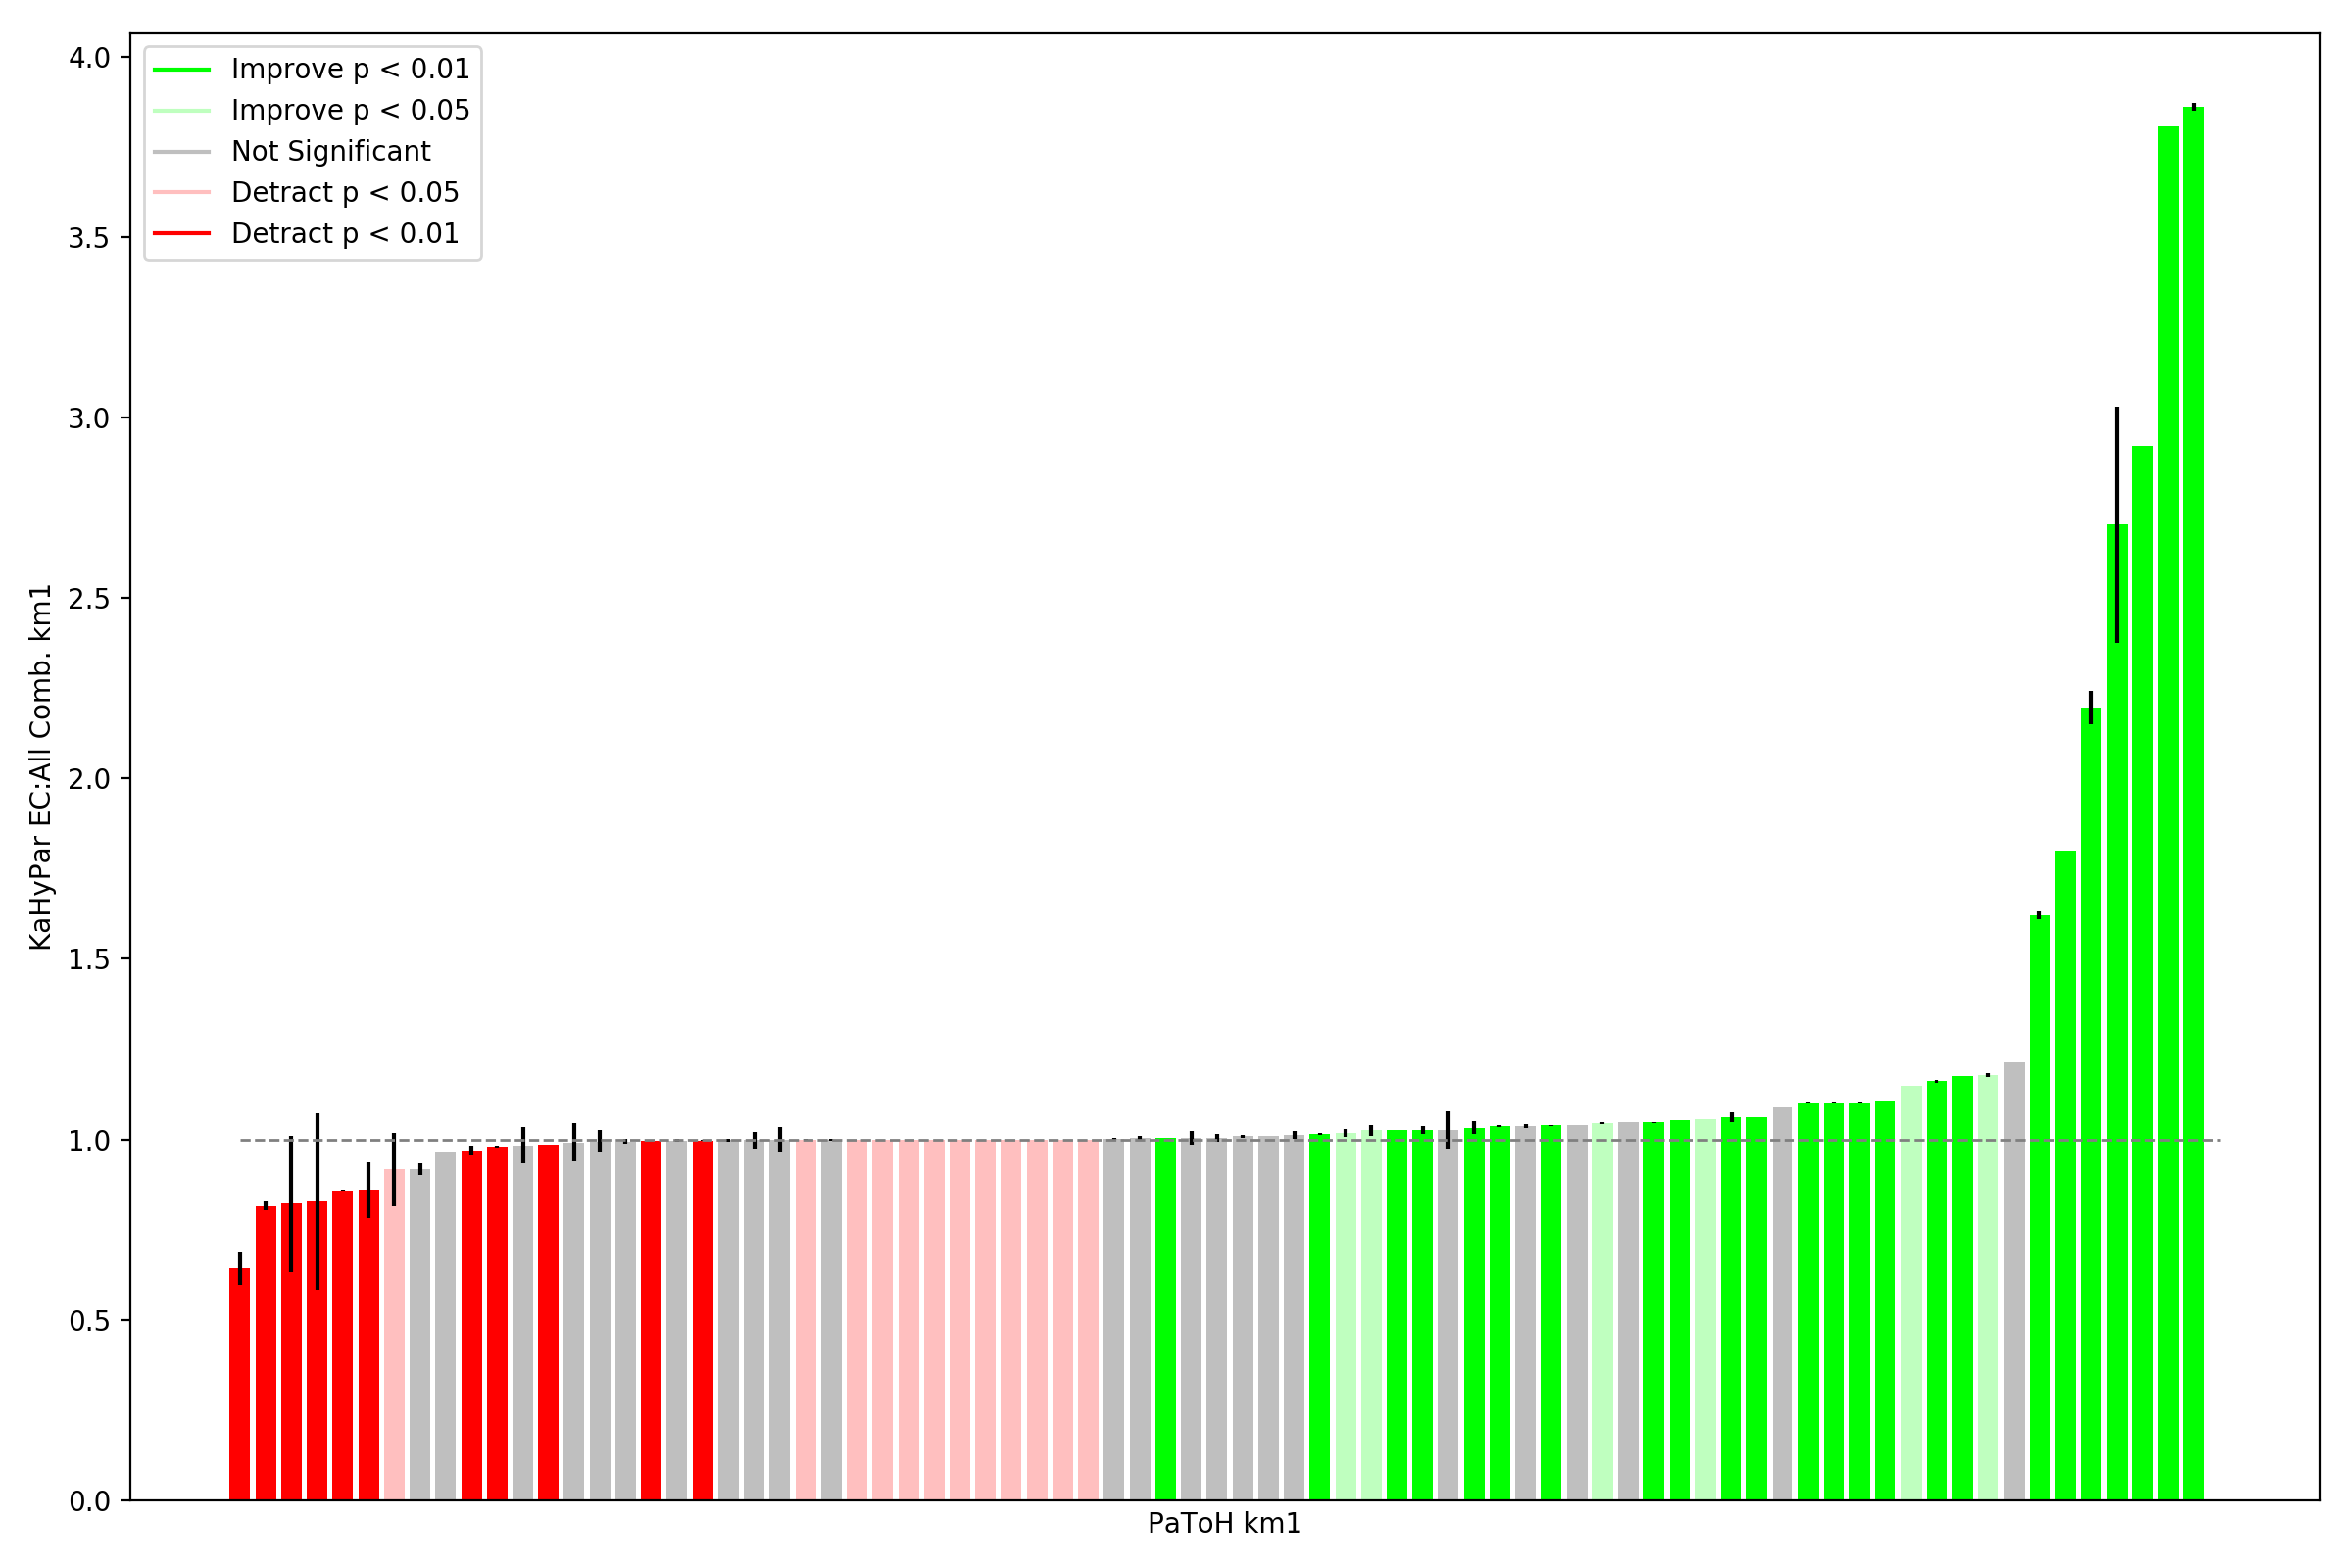 4.0
3.5
3.0
2.5
2.0
1.5
1.0
0.5
0.0
KaHyPar EC:All Comb. km1
Improve p < 0.01
Improve p < 0.05
Not Significant
Detract p < 0.05
Detract p < 0.01
PaToH km1